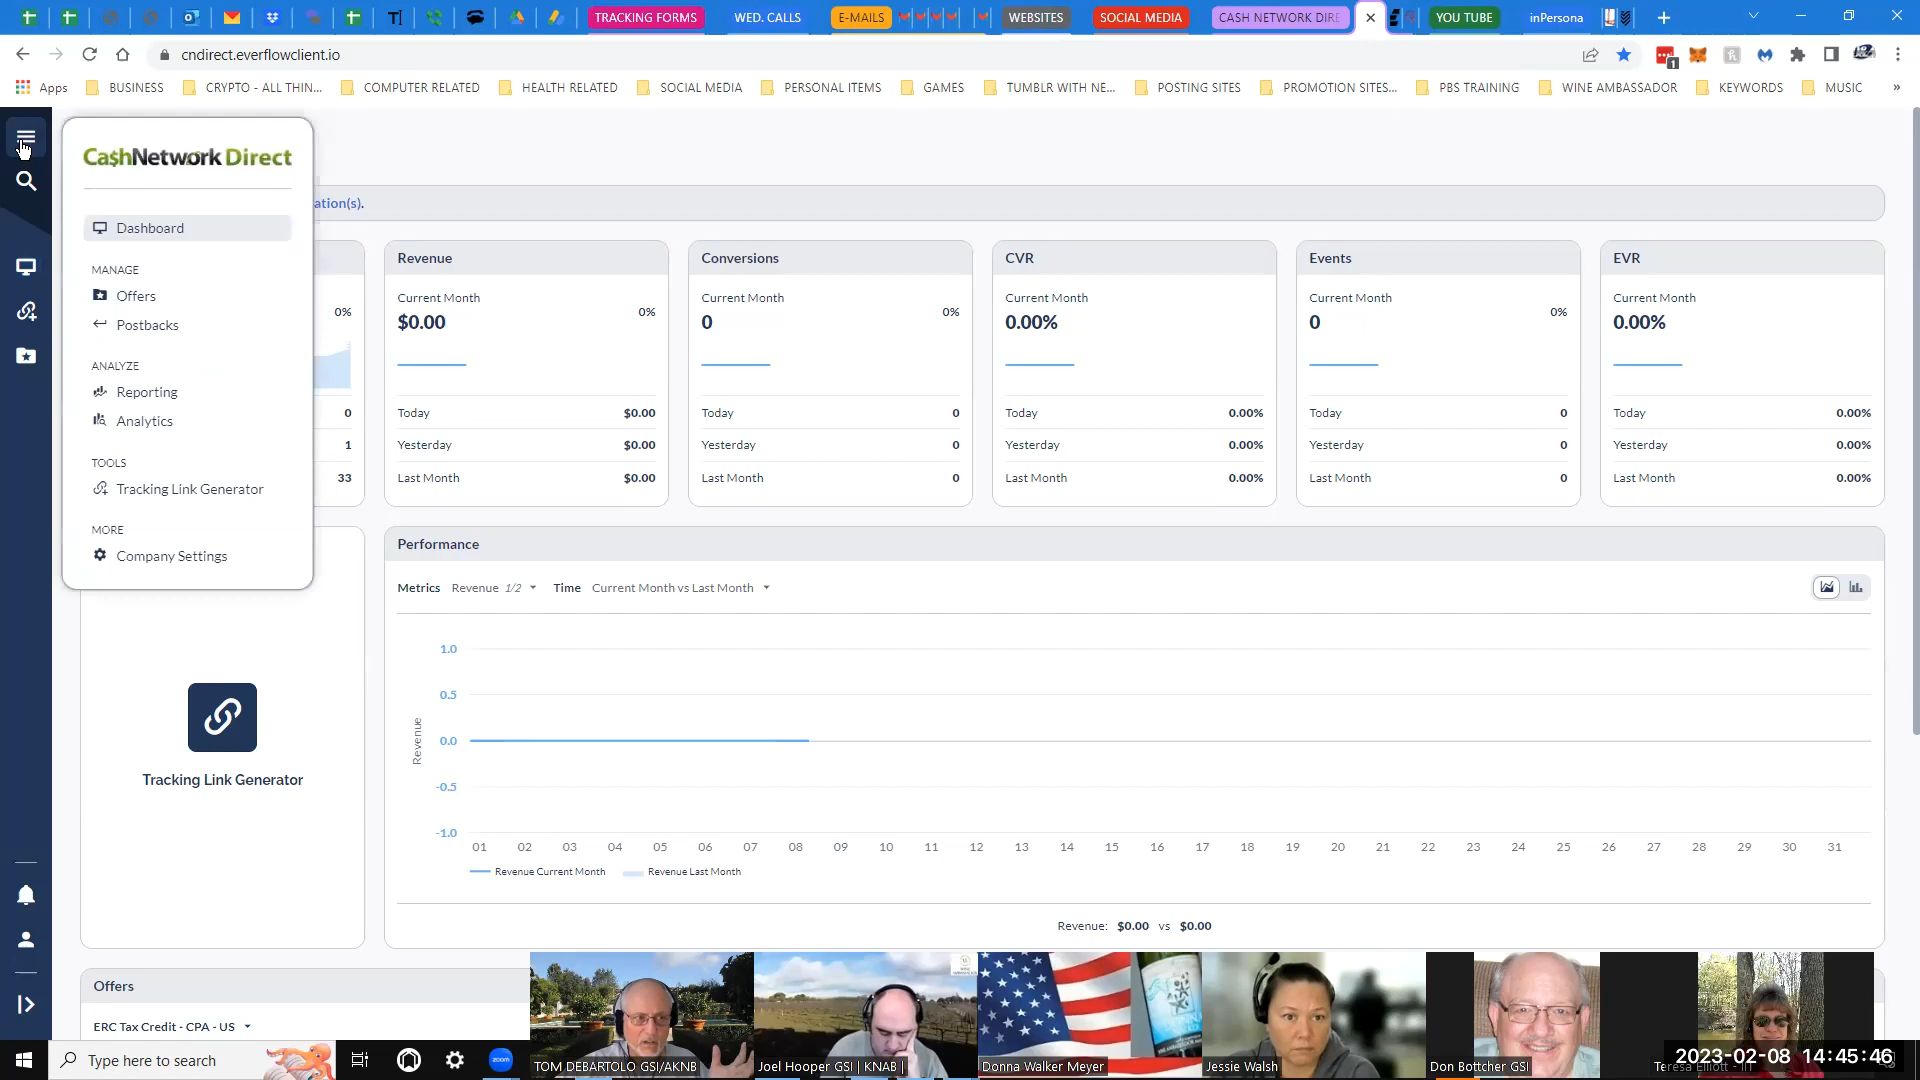 TRACKING FORMS
WED. CALLS
E-MAILS
WEBSITES
SOCIAL MEDIA
CASH NETWORK DIRE
YOU TUBE
inPersona
cndirect.everflowclient.io
1
Apps
BUSINESS
CRYPTO - ALL THIN...
COMPUTER RELATED
HEALTH RELATED
SOCIAL MEDIA
PERSONAL ITEMS
GAMES
TUMBLR WITH NE...
POSTING SITES
PROMOTION SITES...
PBS TRAINING
WINE AMBASSADOR
KEYWORDS
MUSIC
»
Ca$hNetwork Direct
Dashboard
MANAGE
Offers
Postbacks
ANALYZE
Reporting
Analytics
TOOLS
Tracking Link Generator
MORE
Company Settings
ation(s).
0%
0
1
33
Revenue
Current Month
$0.00
0%
Today $0.00
Yesterday $0.00
Last Month $0.00
Conversions
Current Month
0
0%
Today 0
Yesterday 0
Last Month 0
CVR
Current Month
0.00%
Today 0.00%
Yesterday 0.00%
Last Month 0.00%
Events
Current Month
0
0%
Today 0
Yesterday 0
Last Month 0
EVR
Current Month
0.00%
Today 0.00%
Yesterday 0.00%
Last Month 0.00%
Tracking Link Generator
Performance
Metrics Revenue 1/2 Time Current Month vs Last Month
Revenue
1.0
0.5
0.0
-0.5
-1.0
01 02 03 04 05 06 07 08 09 10 11 12 13 14 15 16 17 18 19 20 21 22 23 24 25 26 27 28 29 30 31
Revenue Current Month Revenue Last Month
Revenue: $0.00 vs $0.00
Offers
ERC Tax Credit - CPA - US
Type here to search
zoom
TOM DEBARTOLO GSI/AKNB
Joel Hooper GSI | KNAB |
Donna Walker Meyer
Jessie Walsh
Don Bottcher GSI
Teresa Elliott -
2023-02-08 14:45:46